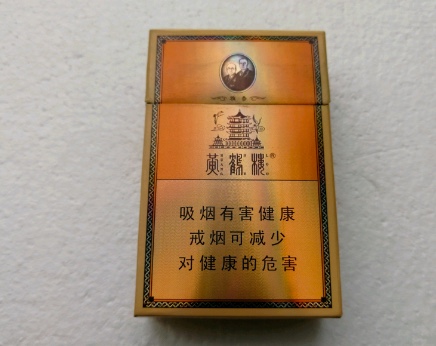 黄鹤楼
吸烟有害健康
戒烟可减少
对健康的危害